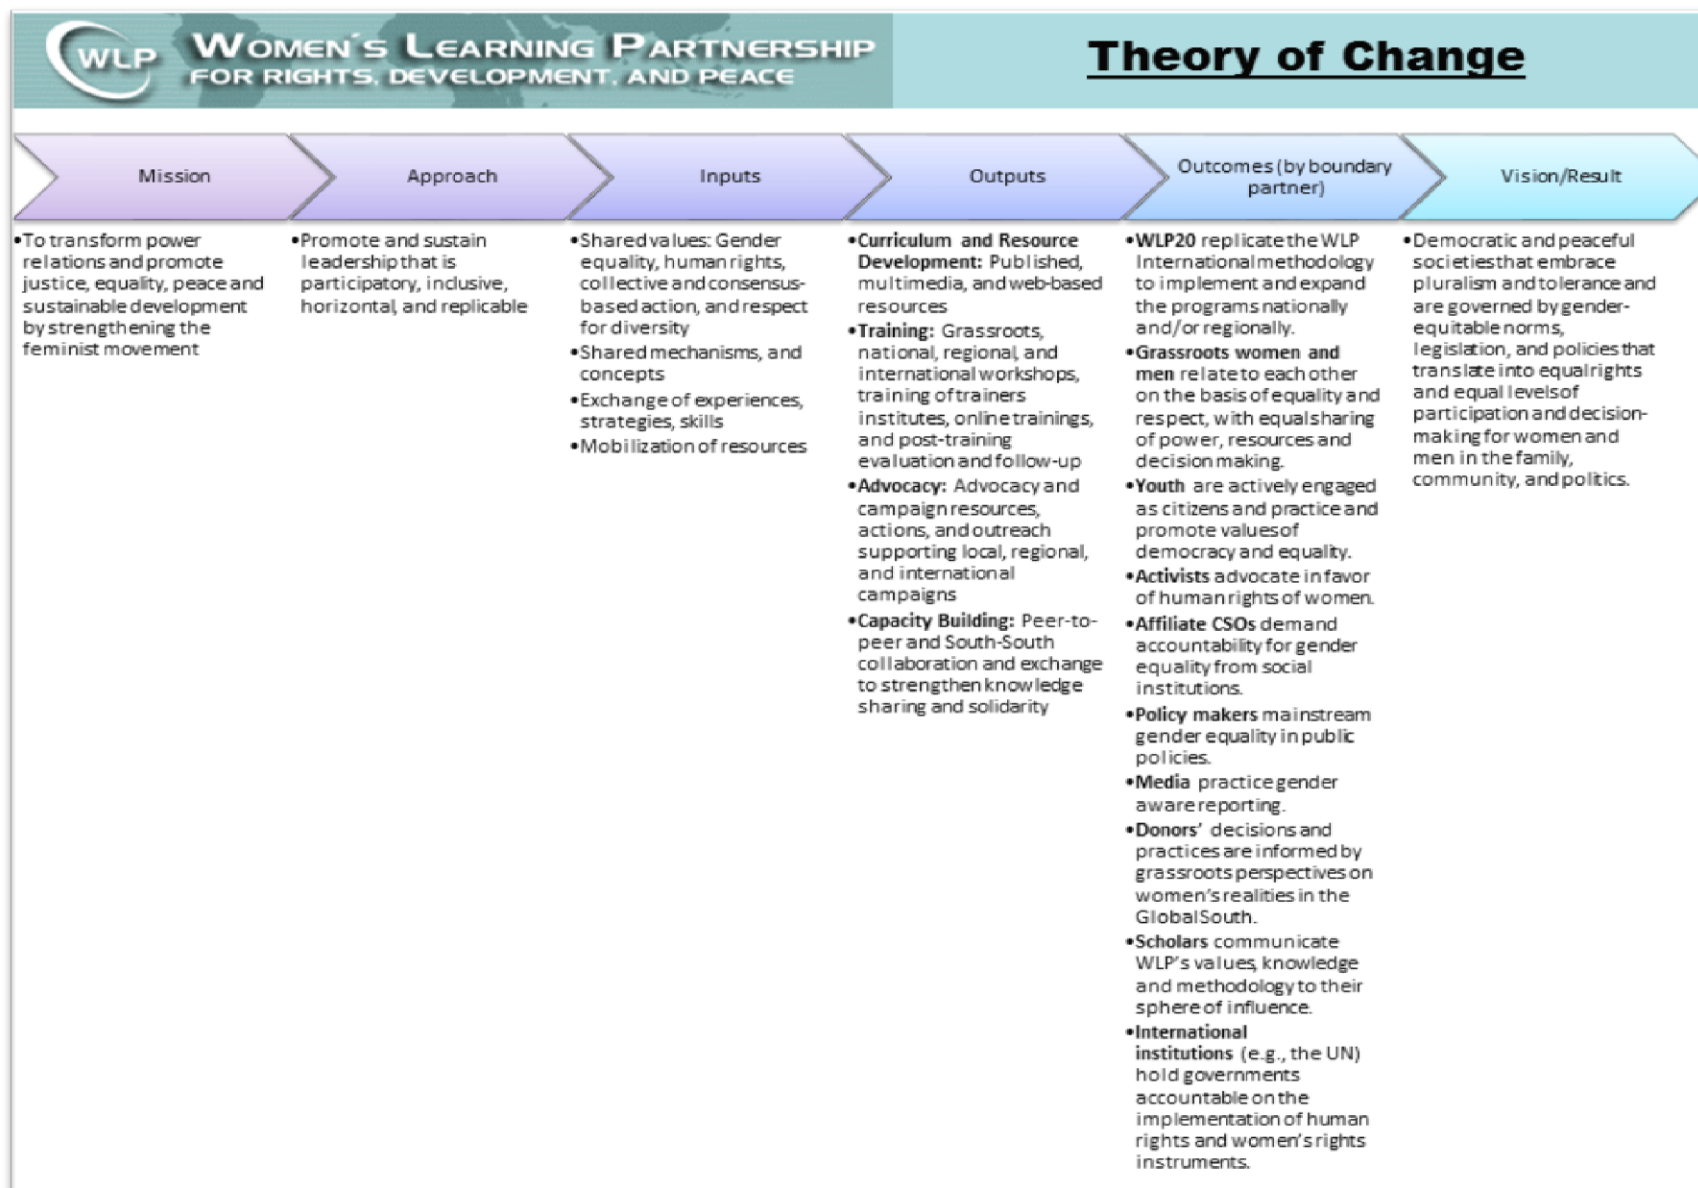 WLP
WOMEN'S LEARNING PARTNERSHIP
FOR RIGHTS, DEVELOPMENT, AND PEACE
Theory of Change
Mission
•To transform power
relations and promote
justice, equality, peace and
sustainable development
by strengthening the
feminist movement
Approach
•Promote and sustain
leadership that is
participatory, inclusive,
horizontal, and replicable
Inputs
•Shared values: Gender
equality, human rights,
collective and consensus-
based action, and respect
for diversity
•Shared mechanisms, and
concepts
•Exchange of experiences,
strategies, skills
•Mobilization of resources
Outputs
•Curriculum and Resource
Development: Published,
multimedia, and web-based
resources
•Training: Grassroots,
national, regional, and
international workshops,
training of trainers
institutes, online trainings,
and post-training
evaluation and follow-up
•Advocacy: Advocacy and
campaign resources,
actions, and outreach
supporting local, regional,
and international
campaigns
•Capacity Building: Peer-to-
peer and South-South
collaboration and exchange
to strengthen knowledge
sharing and solidarity
Outcomes (by boundary
partner)
•WLP20 replicate the WLP
International methodology
to implement and expand
the programs nationally
and/or regionally.
•Grassroots women and
men relate to each other
on the basis of equality and
respect, with equal sharing
of power, resources and
decision making.
•Youth are actively engaged
as citizens and practice and
promote values of
democracy and equality.
•Activists advocate in favor
of human rights of women.
•Affiliate CSOs demand
accountability for gender
equality from social
institutions.
•Policy makers mainstream
gender equality in public
policies.
•Media practice gender
aware reporting.
•Donors' decisions and
practices are informed by
grassroots perspectives on
women's realities in the
Global South.
•Scholars communicate
WLP's values, knowledge
and methodology to their
sphere of influence.
•International
institutions (e.g., the UN)
hold governments
accountable on the
implementation of human
rights and women's rights
instruments.
Vision/Result
•Democratic and peaceful
societies that embrace
pluralism and tolerance and
are governed by gender-
equitable norms,
legislation, and policies that
translate into equal rights
and equal levels of
participation and decision-
making for women and
men in the family,
community, and politics.